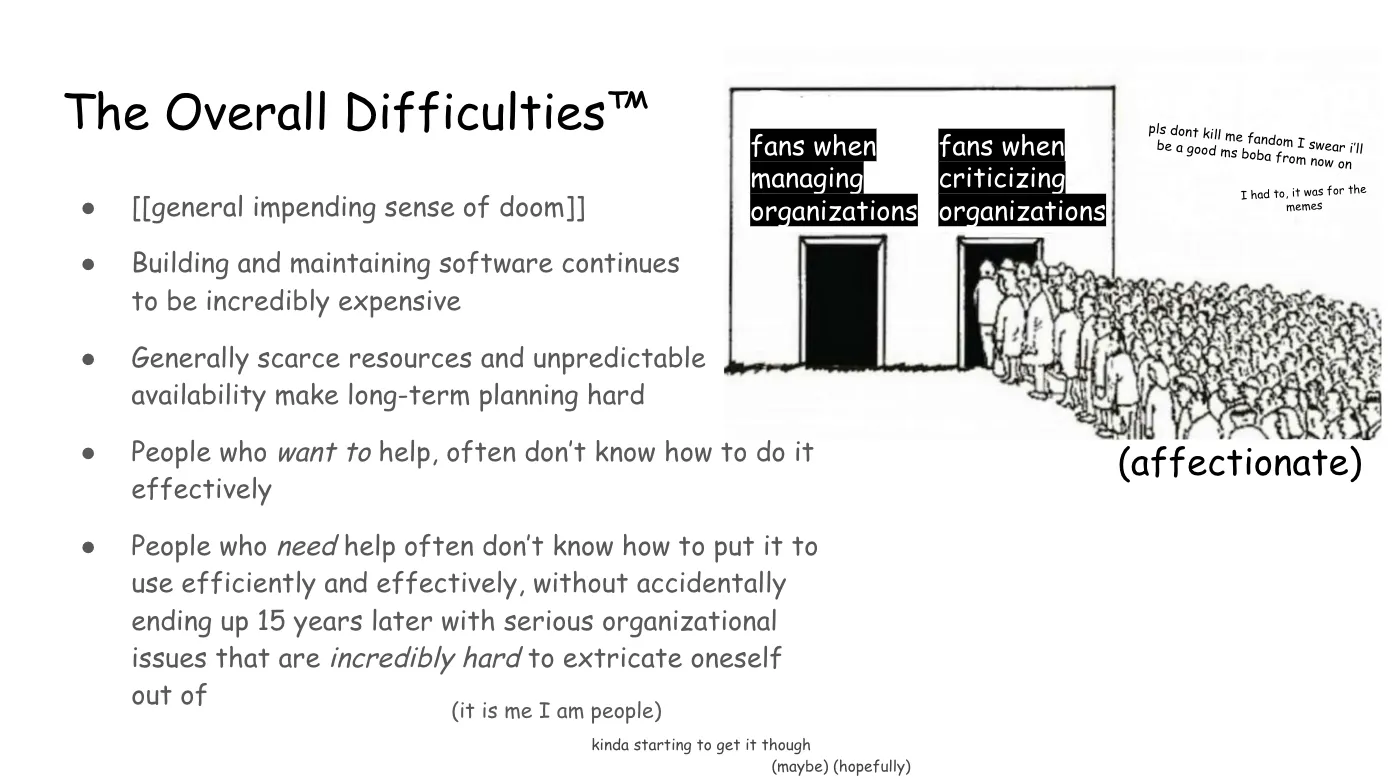 The Overall Difficulties™
● [[general impending sense of doom]]
● Building and maintaining software continues
to be incredibly expensive
● Generally scarce resources and unpredictable
availability make long-term planning hard
● People who want to help, often don't know how to do it
effectively
● People who need help often don't know how to put it to
use efficiently and effectively, without accidentally
ending up 15 years later with serious organizational
issues that are incredibly hard to extricate oneself
out of
(it is me I am people)
kinda starting to get it though
(maybe) (hopefully)
fans when
managing
organizations
fans when
criticizing
organizations
pls dont kill me fandom I swear i'll
be a good ms boba from now on
I had to, it was for the
memes
(affectionate)